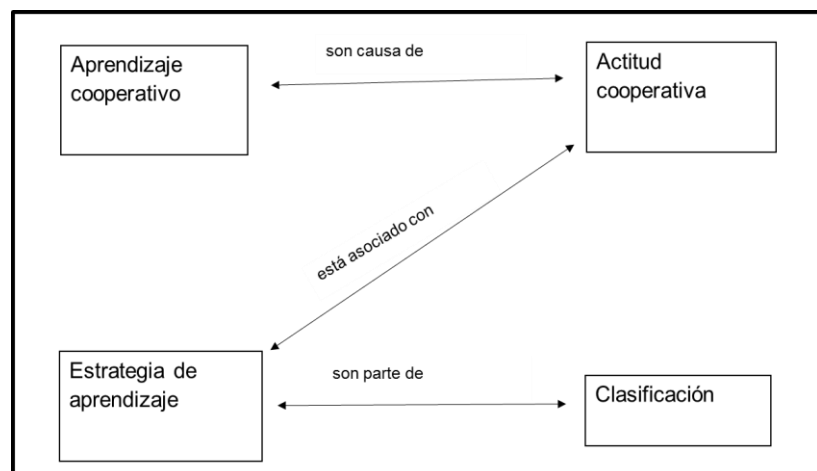 son causa de
Aprendizaje
cooperativo
Actitud
cooperativa
está asociado con
Estrategia de
aprendizaje
son parte de
Clasificación